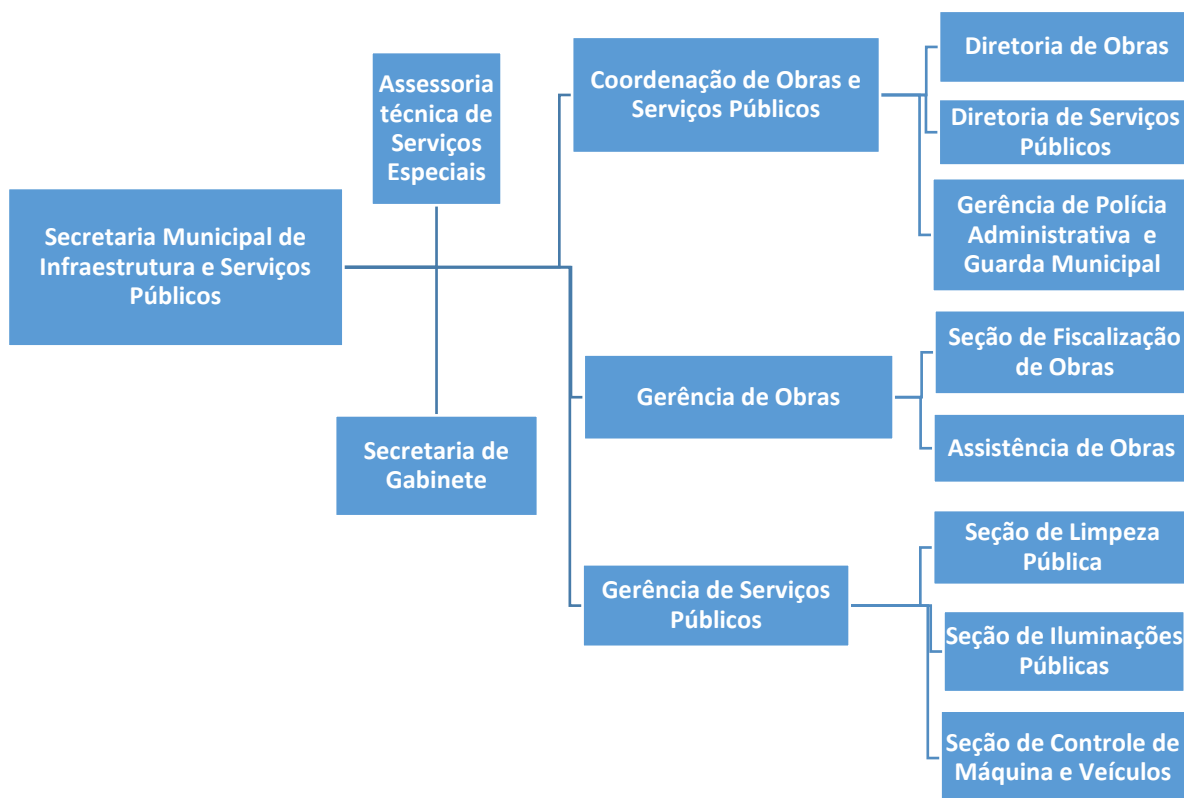 Secretaria Municipal de
Infraestrutura e Serviços
Públicos
Assessoria
técnica de
Serviços
Especiais
Secretaria de
Gabinete
Coordenação de Obras e
Serviços Públicos
Diretoria de Obras
Diretoria de Serviços
Públicos
Gerência de Polícia
Administrativa e
Guarda Municipal
Gerência de Obras
Seção de Fiscalização
de Obras
Assistência de Obras
Gerência de Serviços
Públicos
Seção de Limpeza
Pública
Seção de Iluminações
Públicas
Seção de Controle de
Máquina e Veículos